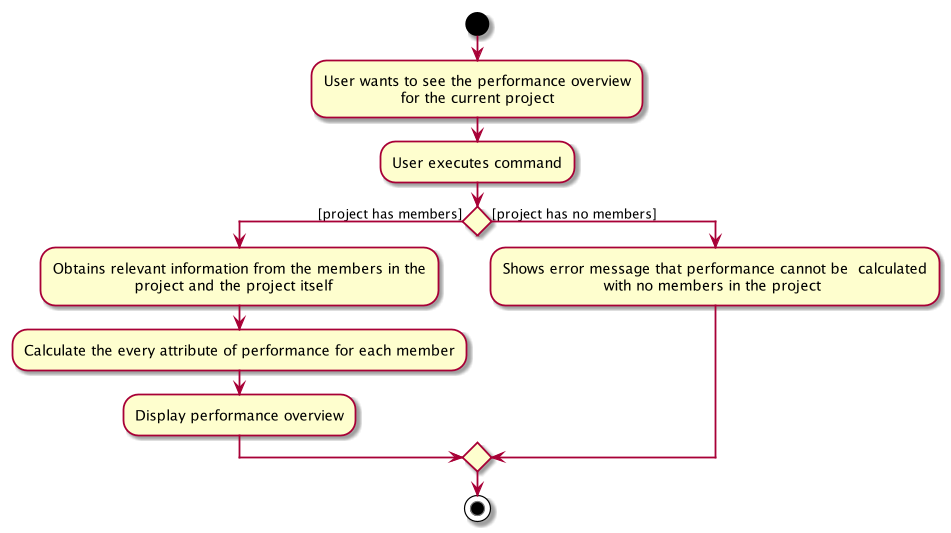 User wants to see the performance overview
for the current project
User executes command
[project has members]
[project has no members]
Obtains relevant information from the members in the
project and the project itself
Shows error message that performance cannot be  calculated
with no members in the project
Calculate the every attribute of performance for each member
Display performance overview